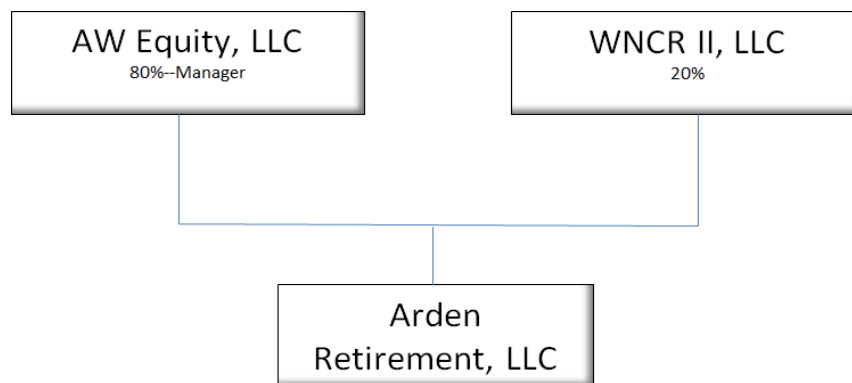 AW Equity, LLC
80%--Manager
WNCR II, LLC
20%
Arden
Retirement, LLC